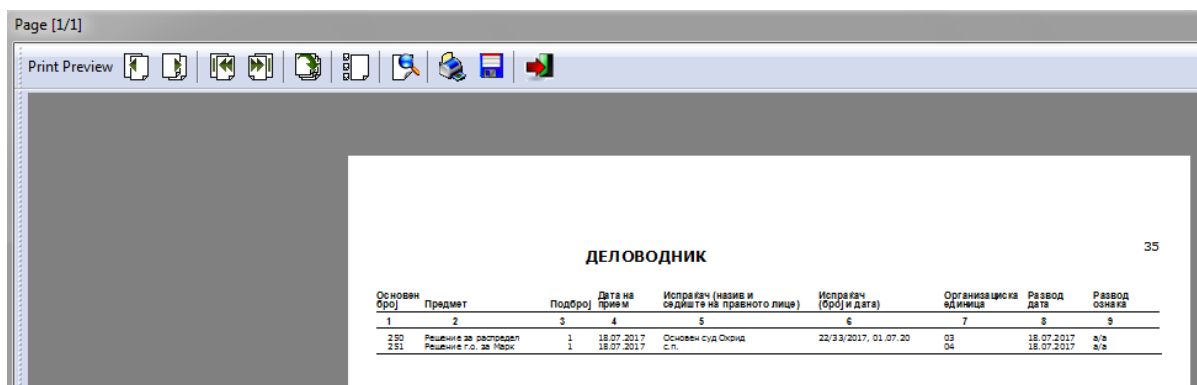 Page [1/1]
Print Preview
35
ДЕЛОВОДНИК
Основен број Предмет Подброј Дата на прием Испраќач (назив и седиште на правното лице) Испраќач (број и дата) Организациска единица Развод дата Развод ознака
1 2 3 4 5 6 7 8 9
250 Решение за распредел 1 18.07.2017 Основен суд Охрид 22/33/2017, 01.07.20 03 18.07.2017 а/а
251 Решение г.о. за Марк 1 18.07.2017 с.п. 04 18.07.2017 а/а